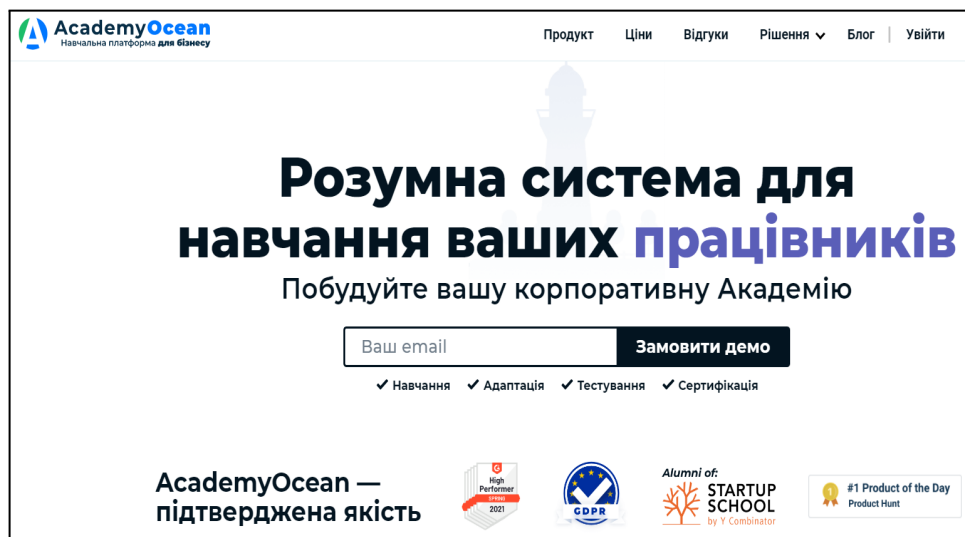 AcademyOcean
Навчальна платформа для бізнесу
Продукт Ціни Відгуки Рішення Блог Увійти
Розумна система для
навчання ваших працівників
Побудуйте вашу корпоративну Академію
Ваш email Замовити демо
Навчання Адаптація Тестування Сертифікація
AcademyOcean —
підтверджена якість
G
High
Performer
SPRING
2021
GDPR
Alumni of:
STARTUP
SCHOOL
by Y Combinator
1
#1 Product of the Day
Product Hunt